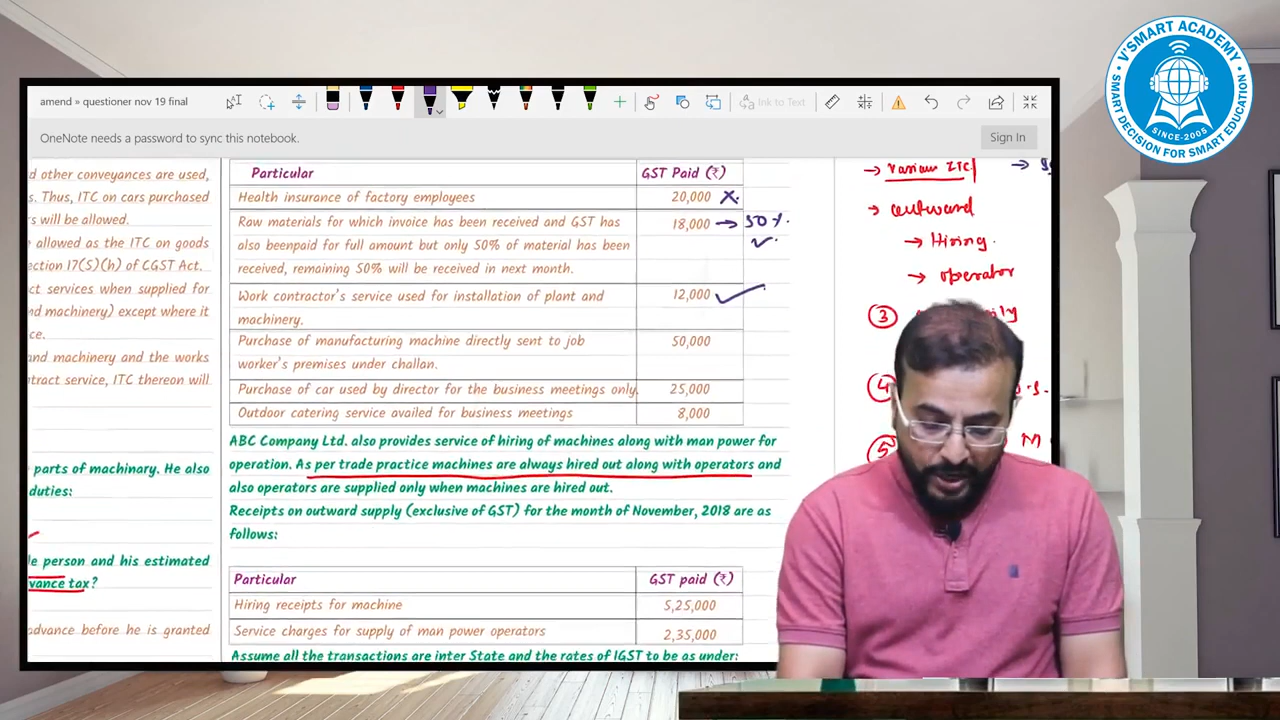 amend » questioner nov 19 final
Ink to Text
OneNote needs a password to sync this notebook.
Sign In
V'SMART ACADEMY
SINCE-2005
SMART DECISION FOR SMART EDUCATION
d other conveyances are used,
s. Thus, ITC on cars purchased
rs will be allowed.
allowed as the ITC on goods
ection 17(5)(h) of CGST Act.
ct services when supplied for
nd machinery) except where it
ce.
and machinery and the works
ntract service, ITC thereon will
parts of machinary. He also
duties:
le person and his estimated
vance tax?
advance before he is granted
Particular GST Paid (₹)
Health insurance of factory employees 20,000 X
Raw materials for which invoice has been received and GST has 18,000 → 50%.
also beenpaid for full amount but only 50% of material has been
received, remaining 50% will be received in next month.
Work contractor's service used for installation of plant and 12,000
machinery.
Purchase of manufacturing machine directly sent to job 50,000
worker's premises under challan.
Purchase of car used by director for the business meetings only. 25,000
Outdoor catering service availed for business meetings 8,000
ABC Company Ltd. also provides service of hiring of machines along with man power for
operation. As per trade practice machines are always hired out along with operators and
also operators are supplied only when machines are hired out.
Receipts on outward supply (exclusive of GST) for the month of November, 2018 are as
follows:
Particular GST paid (₹)
Hiring receipts for machine 5,25,000
Service charges for supply of man power operators 2,35,000
Assume all the transactions are inter State and the rates of IGST to be as under:
→ Various ITC
→ outward
→ Hiring.
→ operator
③
④
⑤